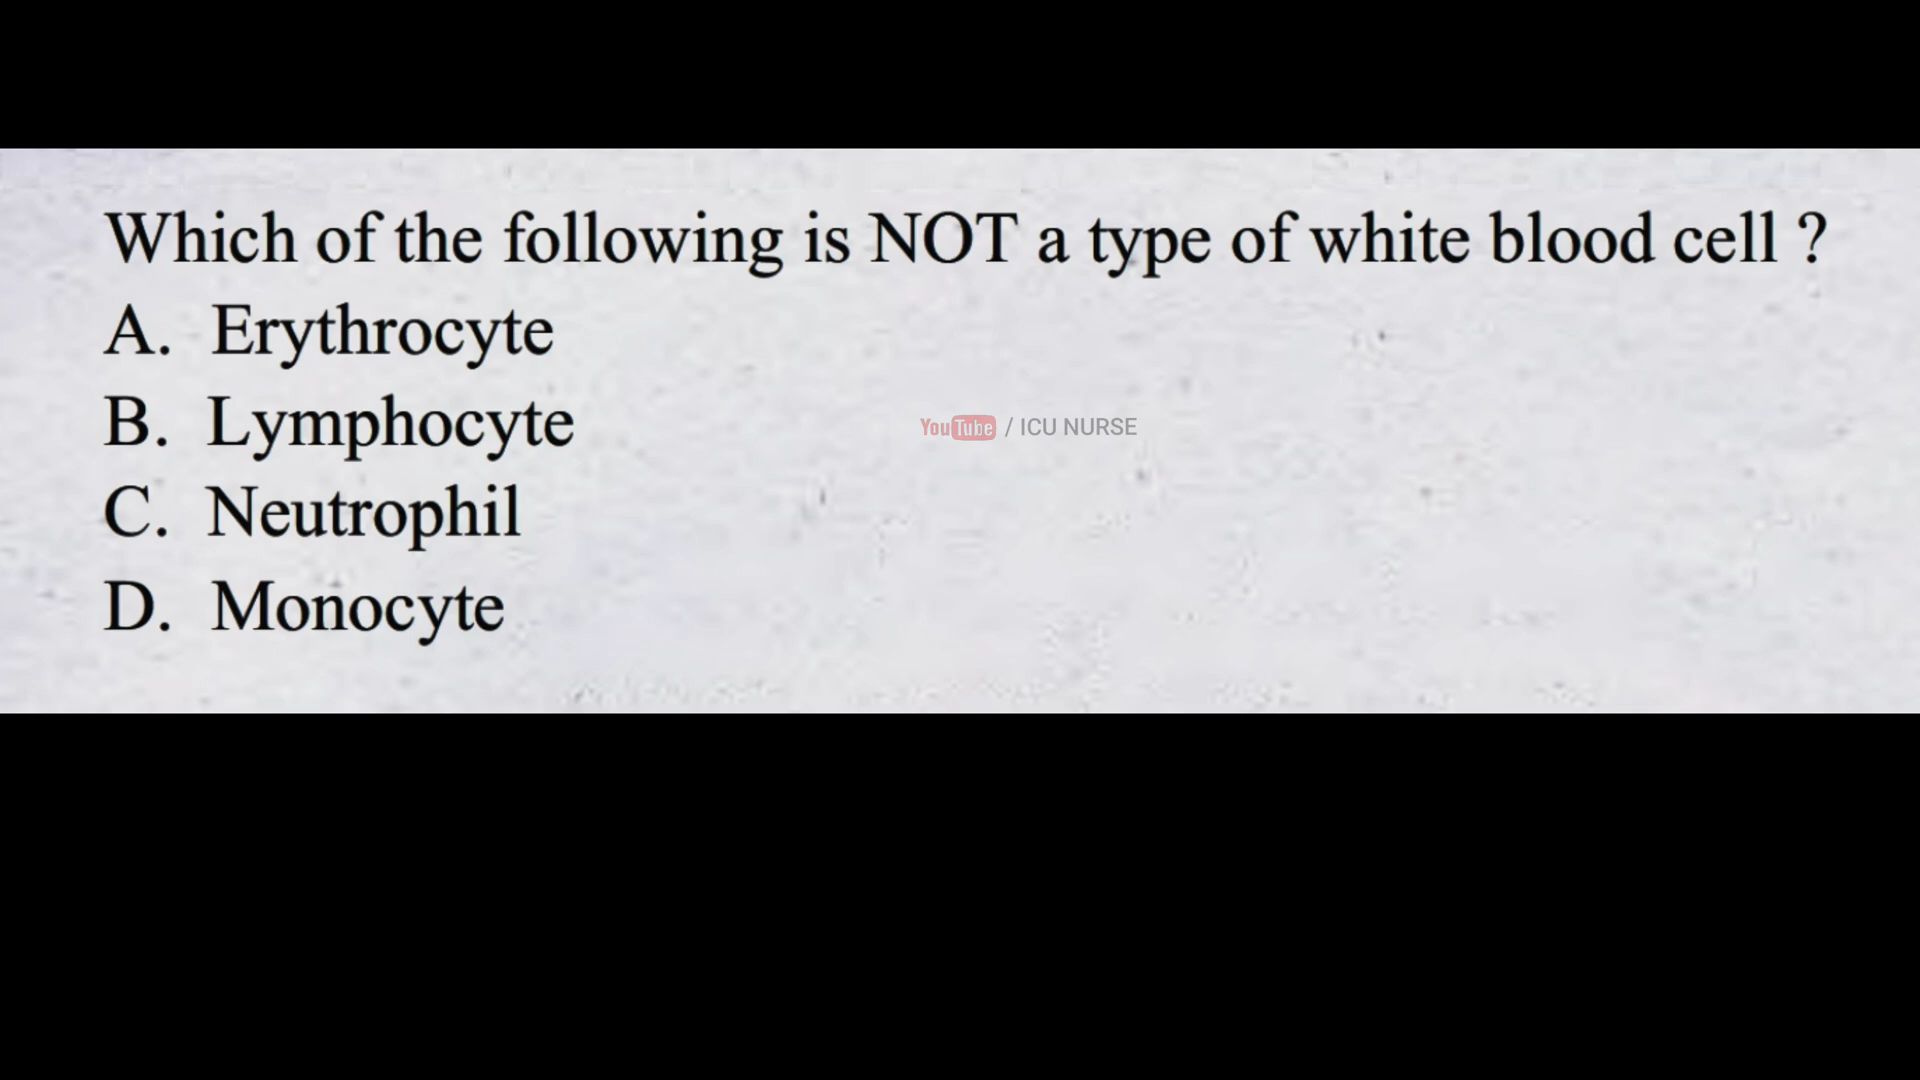 Which of the following is NOT a type of white blood cell ?
A. Erythrocyte
B. Lymphocyte
YouTube / ICU NURSE
C. Neutrophil
D. Monocyte